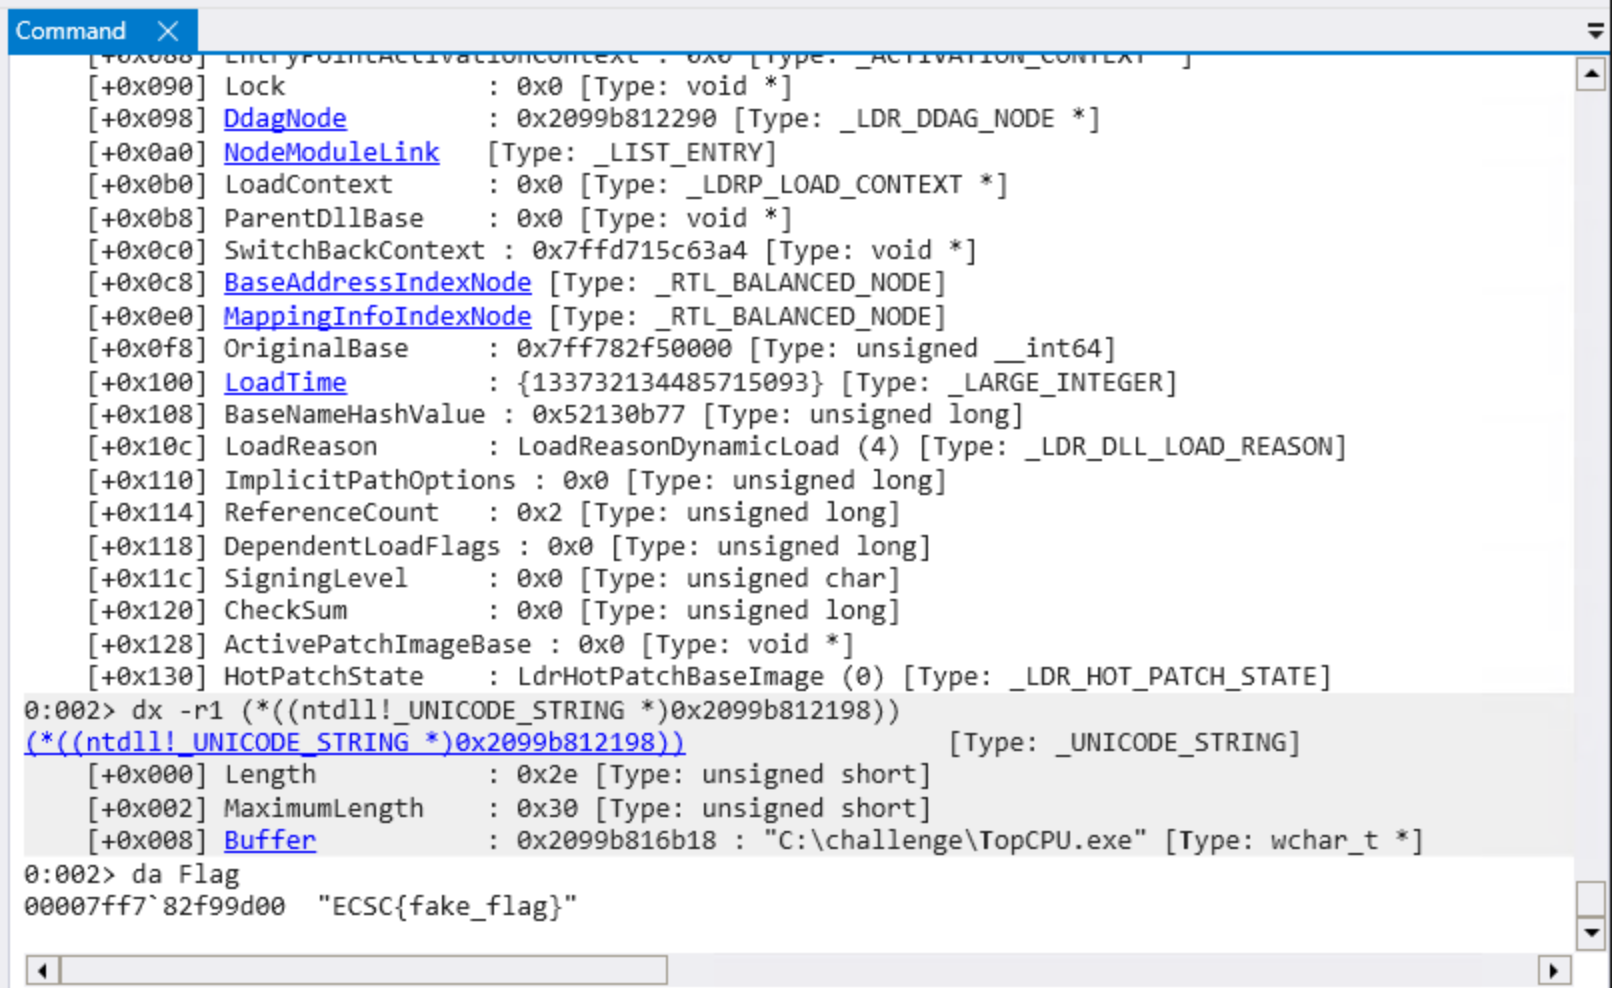 Command
[+0x088] EntryPointActivationContext : 0x0 [Type: _ACTIVATION_CONTEXT *]
[+0x090] Lock : 0x0 [Type: void *]
[+0x098] DdagNode : 0x2099b812290 [Type: _LDR_DDAG_NODE *]
[+0x0a0] NodeModuleLink [Type: _LIST_ENTRY]
[+0x0b0] LoadContext : 0x0 [Type: _LDRP_LOAD_CONTEXT *]
[+0x0b8] ParentDllBase : 0x0 [Type: void *]
[+0x0c0] SwitchBackContext : 0x7ffd715c63a4 [Type: void *]
[+0x0c8] BaseAddressIndexNode [Type: _RTL_BALANCED_NODE]
[+0x0e0] MappingInfoIndexNode [Type: _RTL_BALANCED_NODE]
[+0x0f8] OriginalBase : 0x7ff782f50000 [Type: unsigned __int64]
[+0x100] LoadTime : {133732134485715093} [Type: _LARGE_INTEGER]
[+0x108] BaseNameHashValue : 0x52130b77 [Type: unsigned long]
[+0x10c] LoadReason : LoadReasonDynamicLoad (4) [Type: _LDR_DLL_LOAD_REASON]
[+0x110] ImplicitPathOptions : 0x0 [Type: unsigned long]
[+0x114] ReferenceCount : 0x2 [Type: unsigned long]
[+0x118] DependentLoadFlags : 0x0 [Type: unsigned long]
[+0x11c] SigningLevel : 0x0 [Type: unsigned char]
[+0x120] CheckSum : 0x0 [Type: unsigned long]
[+0x128] ActivePatchImageBase : 0x0 [Type: void *]
[+0x130] HotPatchState : LdrHotPatchBaseImage (0) [Type: _LDR_HOT_PATCH_STATE]
0:002> dx -r1 (*((ntdll!_UNICODE_STRING *)0x2099b812198))
(*((ntdll!_UNICODE_STRING *)0x2099b812198)) [Type: _UNICODE_STRING]
[+0x000] Length : 0x2e [Type: unsigned short]
[+0x002] MaximumLength : 0x30 [Type: unsigned short]
[+0x008] Buffer : 0x2099b816b18 : "C:\challenge\TopCPU.exe" [Type: wchar_t *]
0:002> da Flag
00007ff7`82f99d00 "ECSC{fake_flag}"